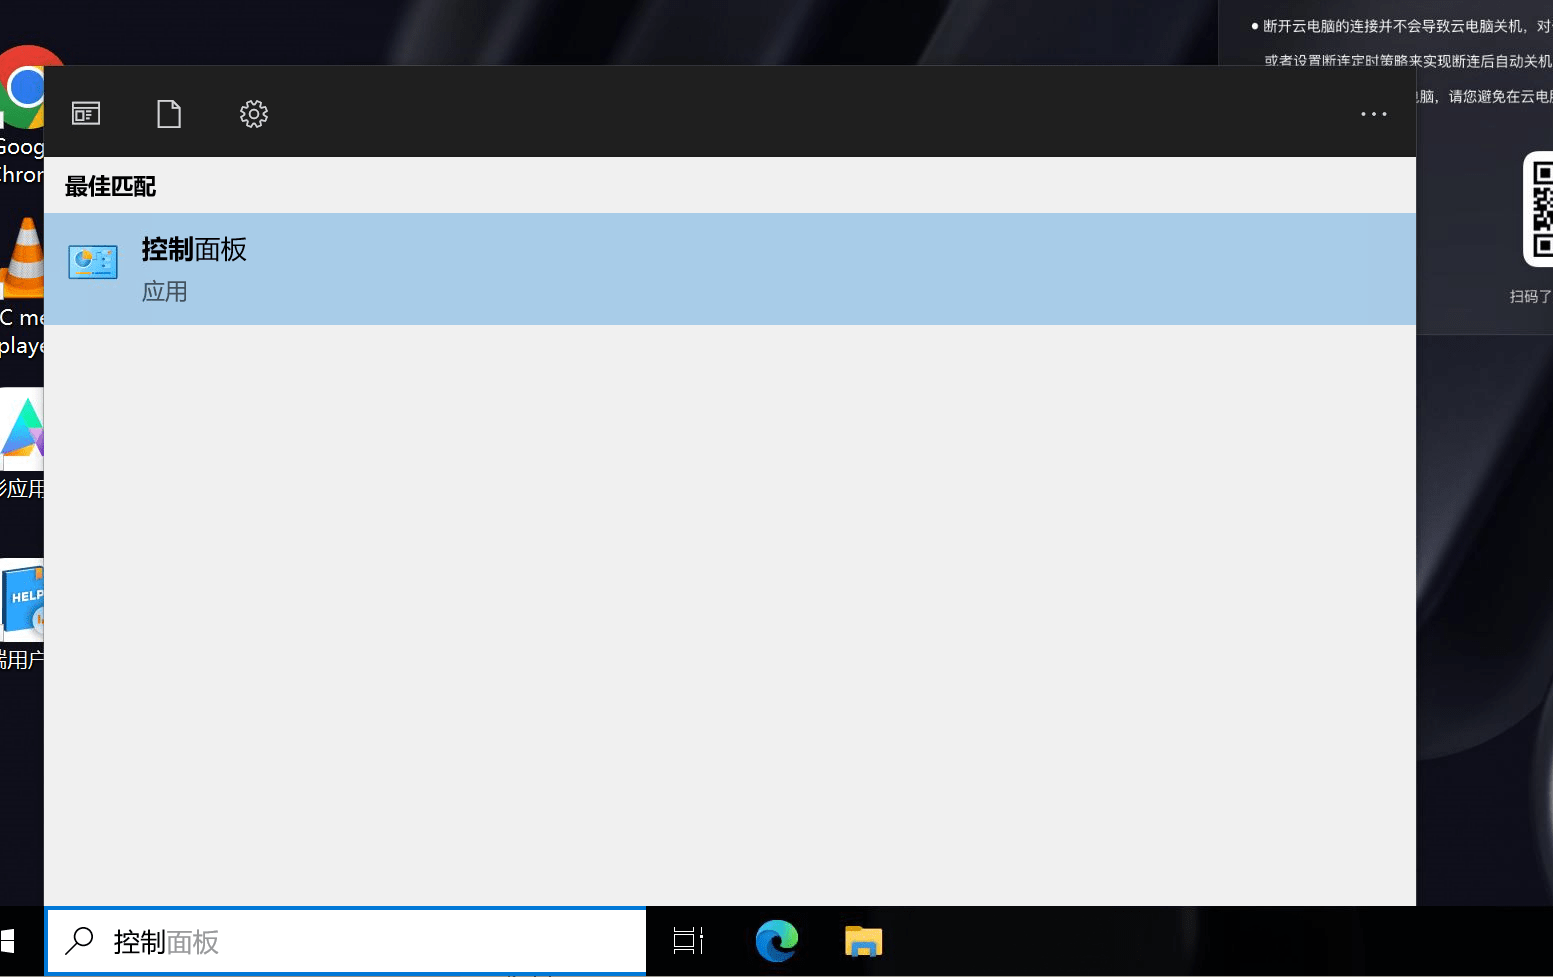 ● 断开云电脑的连接并不会导致云电脑关机，对
或者设置断连定时策略来实现断连后自动关机
脑，请您避免在云电
Goog
Chron
最佳匹配
控制面板
应用
C me
playe
扫码了
应用
HELP
端用户
控制面板